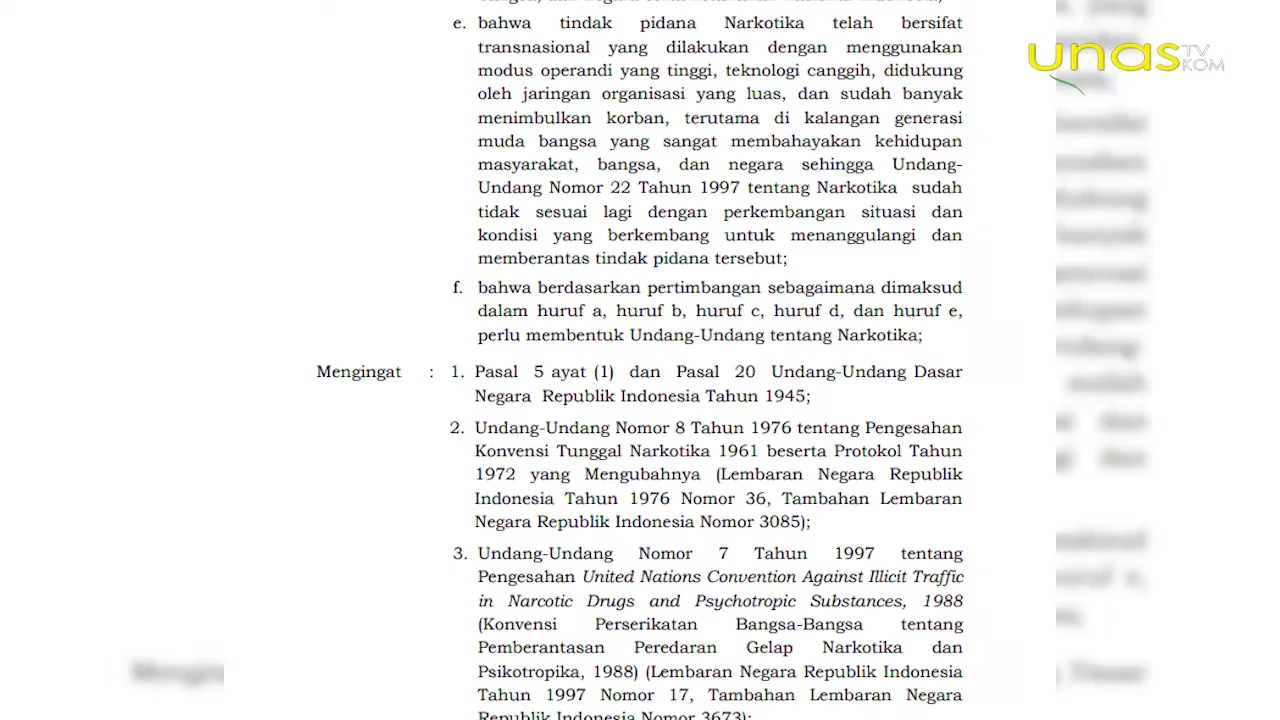 e. bahwa tindak pidana Narkotika telah bersifat
transnasional yang dilakukan dengan menggunakan
modus operandi yang tinggi, teknologi canggih, didukung
oleh jaringan organisasi yang luas, dan sudah banyak
menimbulkan korban, terutama di kalangan generasi
muda bangsa yang sangat membahayakan kehidupan
masyarakat, bangsa, dan negara sehingga Undang-
Undang Nomor 22 Tahun 1997 tentang Narkotika sudah
tidak sesuai lagi dengan perkembangan situasi dan
kondisi yang berkembang untuk menanggulangi dan
memberantas tindak pidana tersebut;
f. bahwa berdasarkan pertimbangan sebagaimana dimaksud
dalam huruf a, huruf b, huruf c, huruf d, dan huruf e,
perlu membentuk Undang-Undang tentang Narkotika;
Mengingat : 1. Pasal 5 ayat (1) dan Pasal 20 Undang-Undang Dasar
Negara Republik Indonesia Tahun 1945;
2. Undang-Undang Nomor 8 Tahun 1976 tentang Pengesahan
Konvensi Tunggal Narkotika 1961 beserta Protokol Tahun
1972 yang Mengubahnya (Lembaran Negara Republik
Indonesia Tahun 1976 Nomor 36, Tambahan Lembaran
Negara Republik Indonesia Nomor 3085);
3. Undang-Undang Nomor 7 Tahun 1997 tentang
Pengesahan United Nations Convention Against Illicit Traffic
in Narcotic Drugs and Psychotropic Substances, 1988
(Konvensi Perserikatan Bangsa-Bangsa tentang
Pemberantasan Peredaran Gelap Narkotika dan
Psikotropika, 1988) (Lembaran Negara Republik Indonesia
Tahun 1997 Nomor 17, Tambahan Lembaran Negara
Republik Indonesia Nomor 3673);
unas TV
KOM